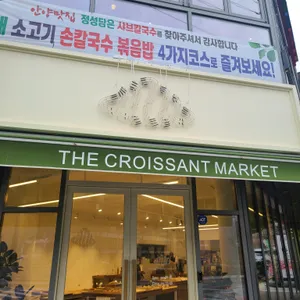 안양맛집 정성담은 샤브칼국수를 찾아주셔서 감사합니다
소고기 손칼국수 볶음밥 4가지코스로 즐겨보세요!
THE CROISSANT MARKET